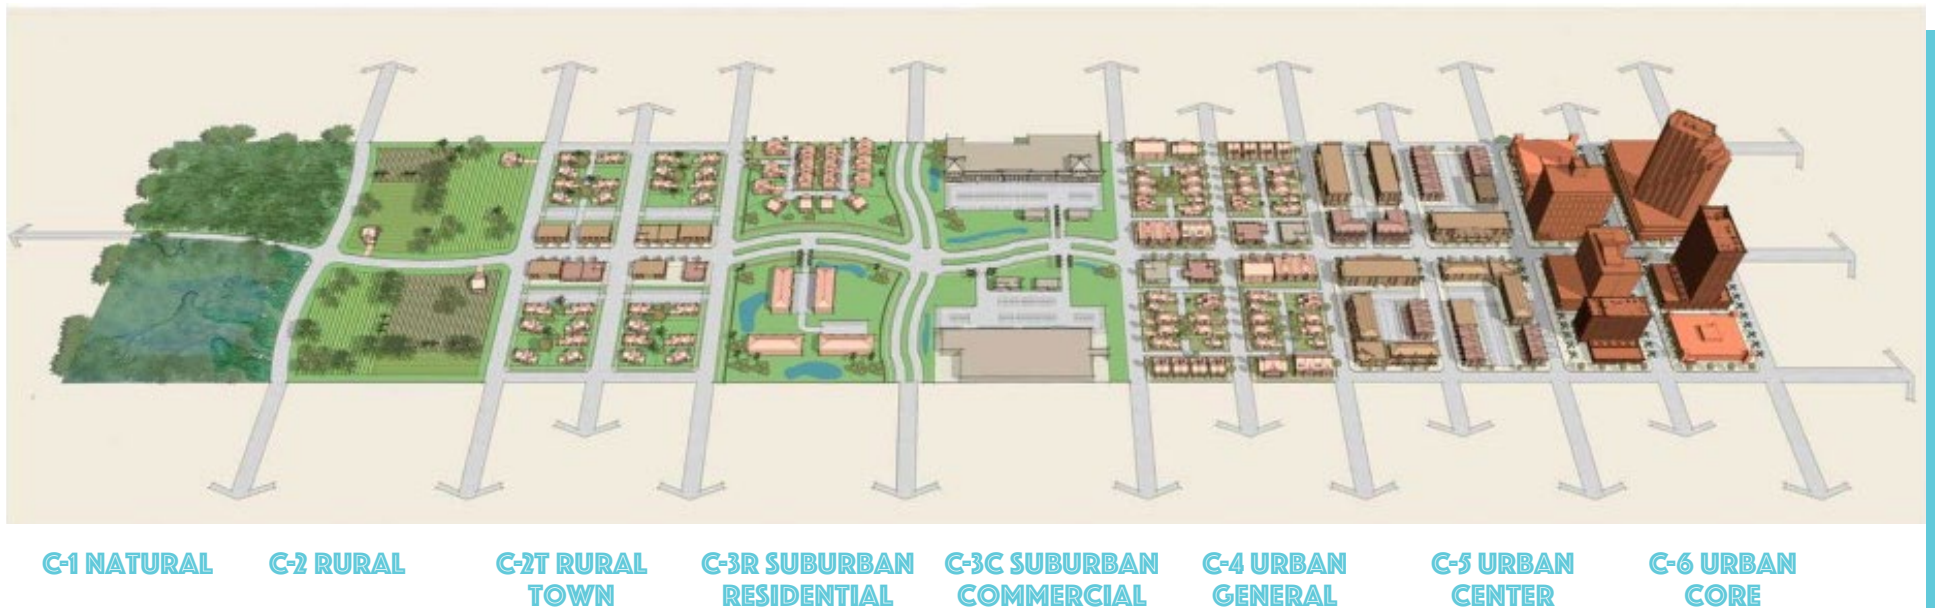 C-1 NATURAL
C-2 RURAL
C-2T RURAL
TOWN
C-3R SUBURBAN
RESIDENTIAL
C-3C SUBURBAN
COMMERCIAL
C-4 URBAN
GENERAL
C-5 URBAN
CENTER
C-6 URBAN
CORE